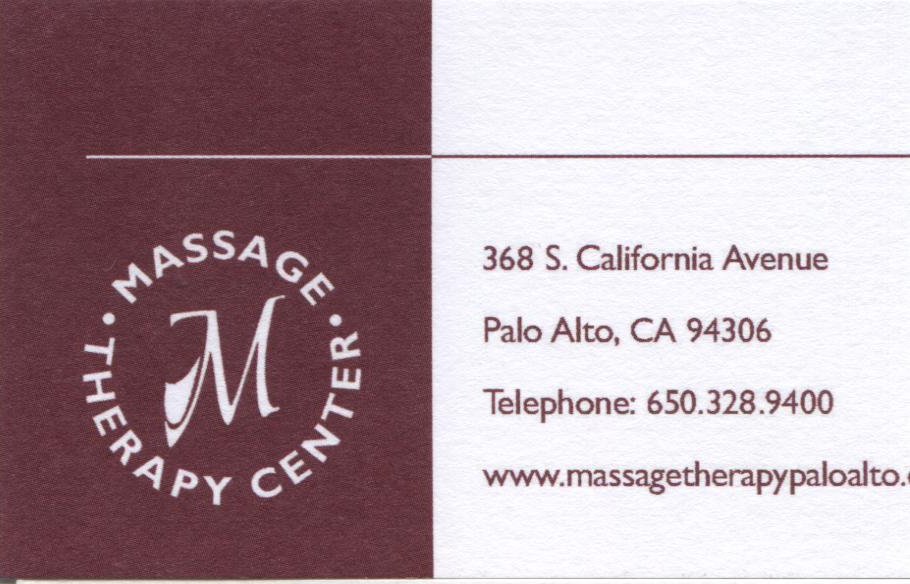 MASSAGE
THERAPY CENTER
M
368 S. California Avenue
Palo Alto, CA 94306
Telephone: 650.328.9400
www.massagetherapypaloalto.